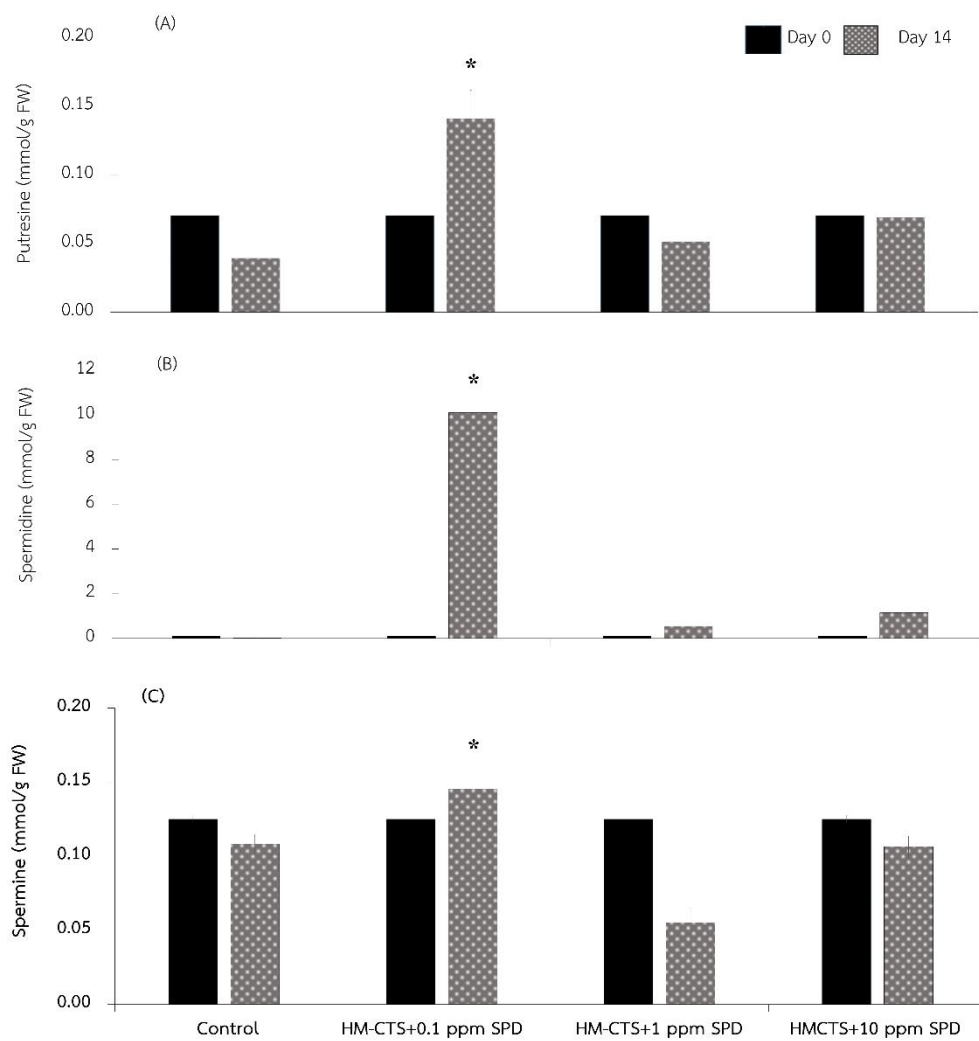 (A)
Day 0
Day 14
Putresine (mmol/g FW)
0.20
0.15
0.10
0.05
0.00
*
(B)
Spermidine (mmol/g FW)
12
10
8
6
4
2
0
*
(C)
Spermine (mmol/g FW)
0.20
0.15
0.10
0.05
0.00
*
Control
HM-CTS+0.1 ppm SPD
HM-CTS+1 ppm SPD
HMCTS+10 ppm SPD